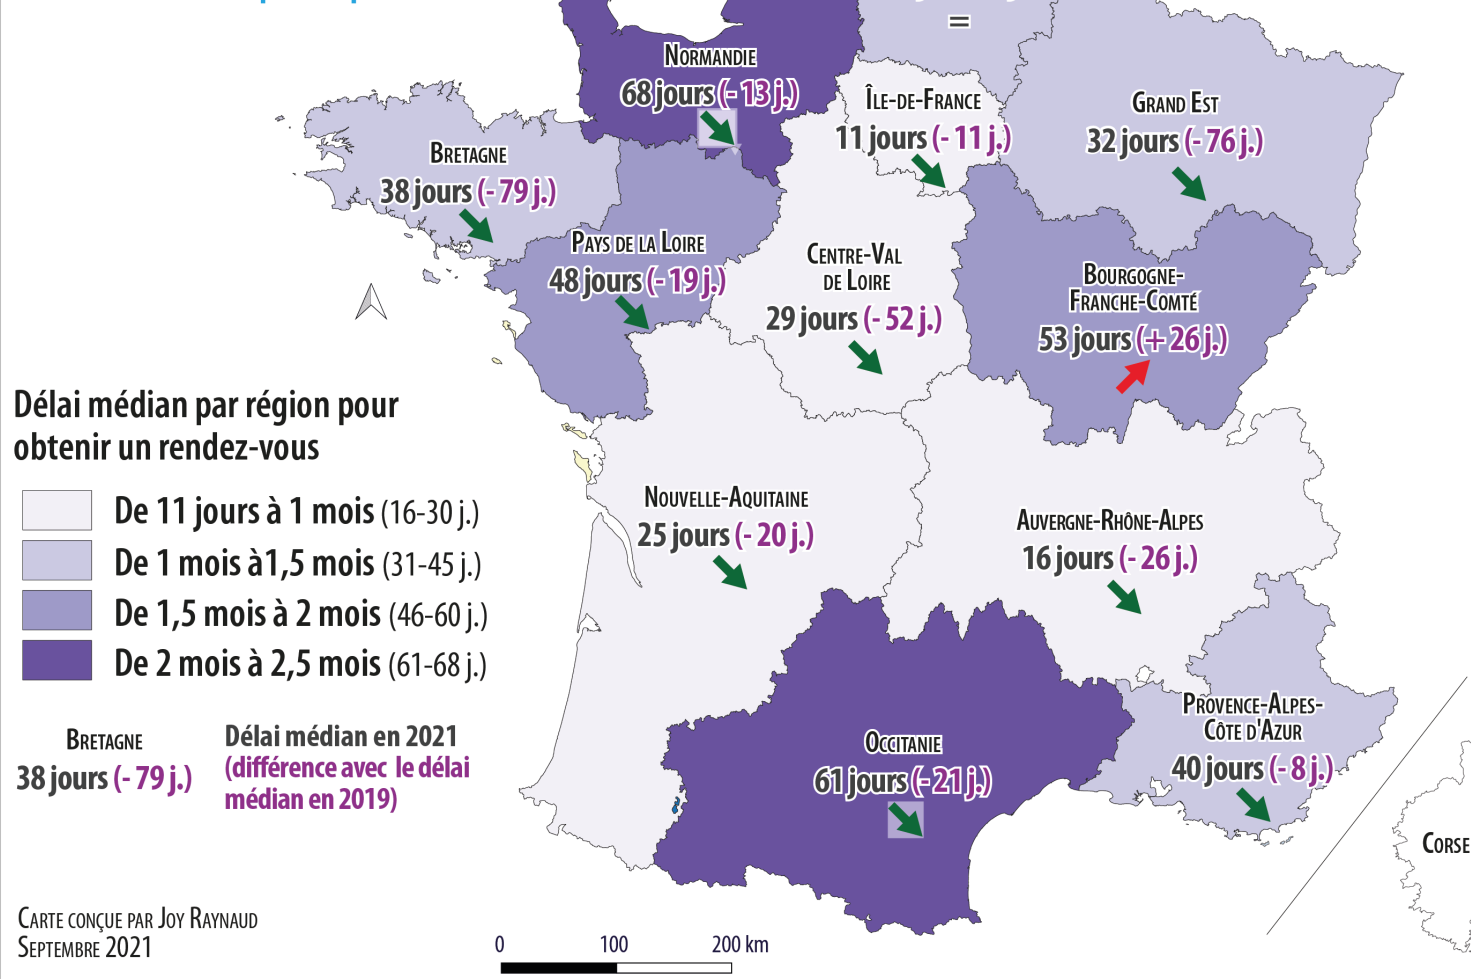 =
NORMANDIE
68 jours (- 13 j.)
ÎLE-DE-FRANCE
11 jours (- 11 j.)
GRAND EST
32 jours (- 76 j.)
BRETAGNE
38 jours (- 79 j.)
PAYS DE LA LOIRE
48 jours (- 19 j.)
CENTRE-VAL
DE LOIRE
29 jours (- 52 j.)
BOURGOGNE-
FRANCHE-COMTÉ
53 jours (+ 26 j.)
Délai médian par région pour
obtenir un rendez-vous
De 11 jours à 1 mois (16-30 j.)
De 1 mois à1,5 mois (31-45 j.)
De 1,5 mois à 2 mois (46-60 j.)
De 2 mois à 2,5 mois (61-68 j.)
NOUVELLE-AQUITAINE
25 jours (- 20 j.)
AUVERGNE-RHÔNE-ALPES
16 jours (- 26 j.)
PROVENCE-ALPES-
CÔTE D'AZUR
40 jours (- 8 j.)
OCCITANIE
61 jours (- 21 j.)
BRETAGNE
38 jours (- 79 j.)
Délai médian en 2021
(différence avec le délai
médian en 2019)
CORSE
CARTE CONÇUE PAR JOY RAYNAUD
SEPTEMBRE 2021
0 100 200 km